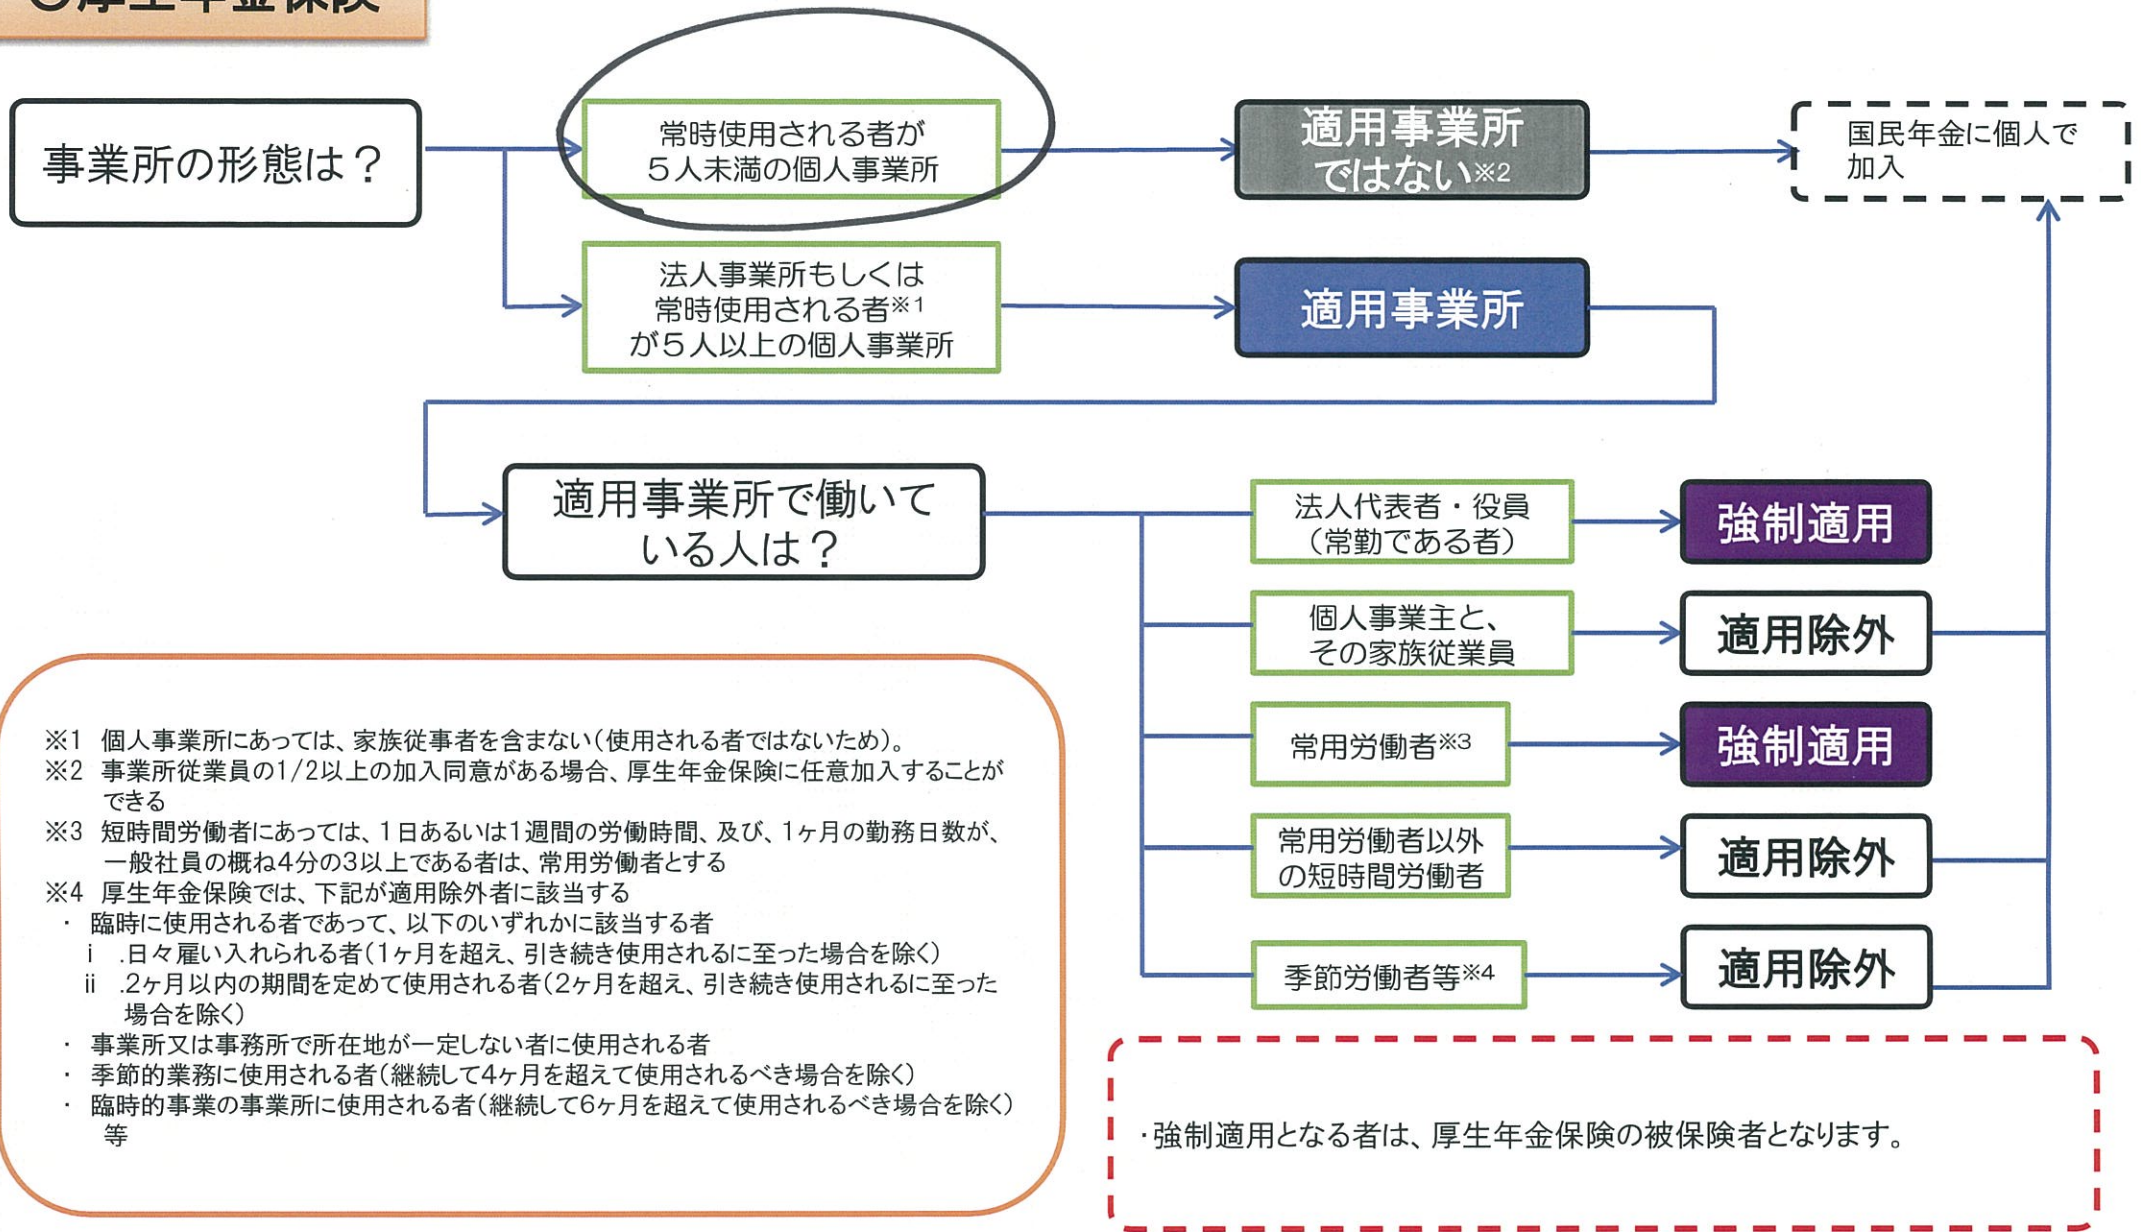 厚生年金保険
事業所の形態は？
常時使用される者が
５人未満の個人事業所
適用事業所
ではない※2
国民年金に個人で
加入
法人事業所もしくは
常時使用される者※1
が５人以上の個人事業所
適用事業所
適用事業所で働いて
いる人は？
法人代表者・役員
（常勤である者）
強制適用
個人事業主と、
その家族従業員
適用除外
常用労働者※3
強制適用
常用労働者以外
の短時間労働者
適用除外
季節労働者等※4
適用除外
※1 個人事業所にあっては、家族従事者を含まない（使用される者ではないため）。
※2 事業所従業員の1/2以上の加入同意がある場合、厚生年金保険に任意加入することが
できる
※3 短時間労働者にあっては、1日あるいは1週間の労働時間、及び、1ヶ月の勤務日数が、
一般社員の概ね4分の3以上である者は、常用労働者とする
※4 厚生年金保険では、下記が適用除外者に該当する
・ 臨時に使用される者であって、以下のいずれかに該当する者
ⅰ .日々雇い入れられる者（1ヶ月を超え、引き続き使用されるに至った場合を除く）
ⅱ .2ヶ月以内の期間を定めて使用される者（2ヶ月を超え、引き続き使用されるに至った
場合を除く）
・ 事業所又は事務所で所在地が一定しない者に使用される者
・ 季節的業務に使用される者（継続して4ヶ月を超えて使用されるべき場合を除く）
・ 臨時的事業の事業所に使用される者（継続して6ヶ月を超えて使用されるべき場合を除く）
等
・強制適用となる者は、厚生年金保険の被保険者となります。